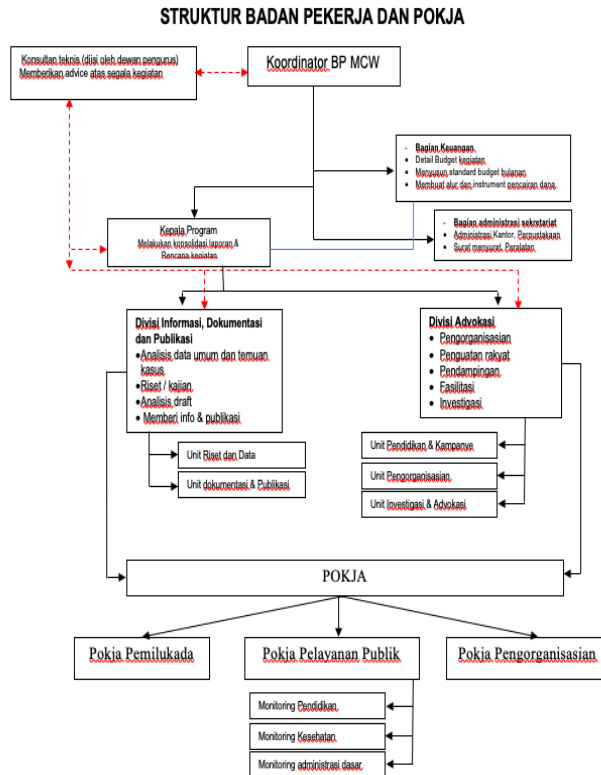 STRUKTUR BADAN PEKERJA DAN POKJA
Konsultan teknis (diisi oleh dewan pengurus)
Memberikan advice atas segala kegiatan
Koordinator BP MCW
- Bagian Keuangan
• Detail Budget kegiatan
• Menyusun standard budget bulanan
• Membuat alur dan instrument pencairan dana
Kepala Program
Melakukan konsolidasi laporan &
Rencana kegiatan
- Bagian administrasi sekretariat
• Administrasi Kantor, Perpustakaan
• Surat menyurat, Peralatan
Divisi Informasi, Dokumentasi
dan Publikasi
•Analisis data umum dan temuan
kasus
•Riset / kajian
•Analisis draft
• Memberi info & publikasi
Divisi Advokasi
• Pengorganisasian
• Penguatan rakyat
• Pendampingan
• Fasilitasi
• Investigasi
Unit Riset dan Data
Unit dokumentasi & Publikasi
Unit Pendidikan & Kampanye
Unit Pengorganisasian
Unit Investigasi & Advokasi
POKJA
Pokja Pemilukada
Pokja Pelayanan Publik
Pokja Pengorganisasian
Monitoring Pendidikan
Monitoring Kesehatan
Monitoring administrasi dasar